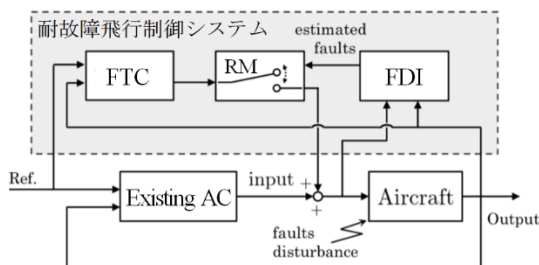 耐故障飛行制御システム
estimated
faults
FTC
RM
FDI
Ref.
Existing AC
input
+
+
Aircraft
Output
faults
disturbance